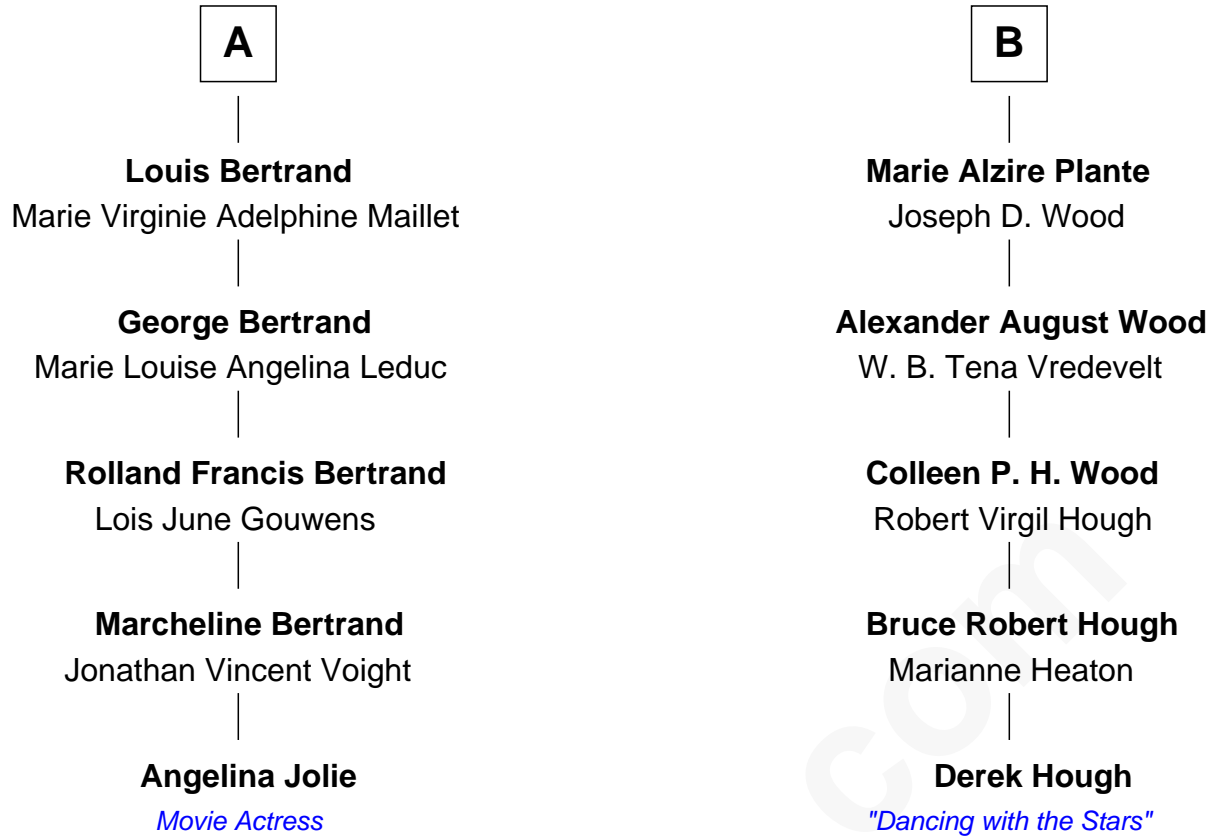 A
Louis Bertrand
Marie Virginie Adelphine Maillet
George Bertrand
Marie Louise Angelina Leduc
Rolland Francis Bertrand
Lois June Gouwens
Marcheline Bertrand
Jonathan Vincent Voight
Angelina Jolie
Movie Actress
B
Marie Alzire Plante
Joseph D. Wood
Alexander August Wood
W. B. Tena Vredevelt
Colleen P. H. Wood
Robert Virgil Hough
Bruce Robert Hough
Marianne Heaton
Derek Hough
"Dancing with the Stars"
com